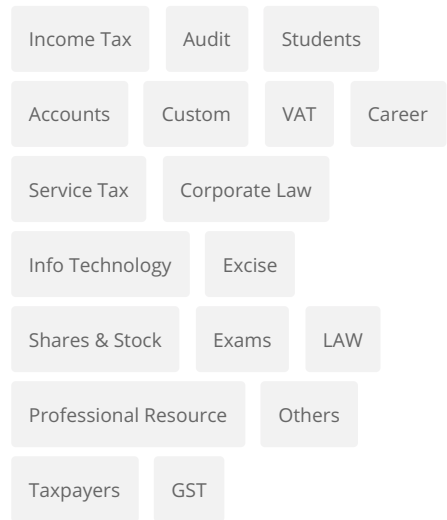 Income Tax Audit Students
Accounts Custom VAT Career
Service Tax Corporate Law
Info Technology Excise
Shares & Stock Exams LAW
Professional Resource Others
Taxpayers GST